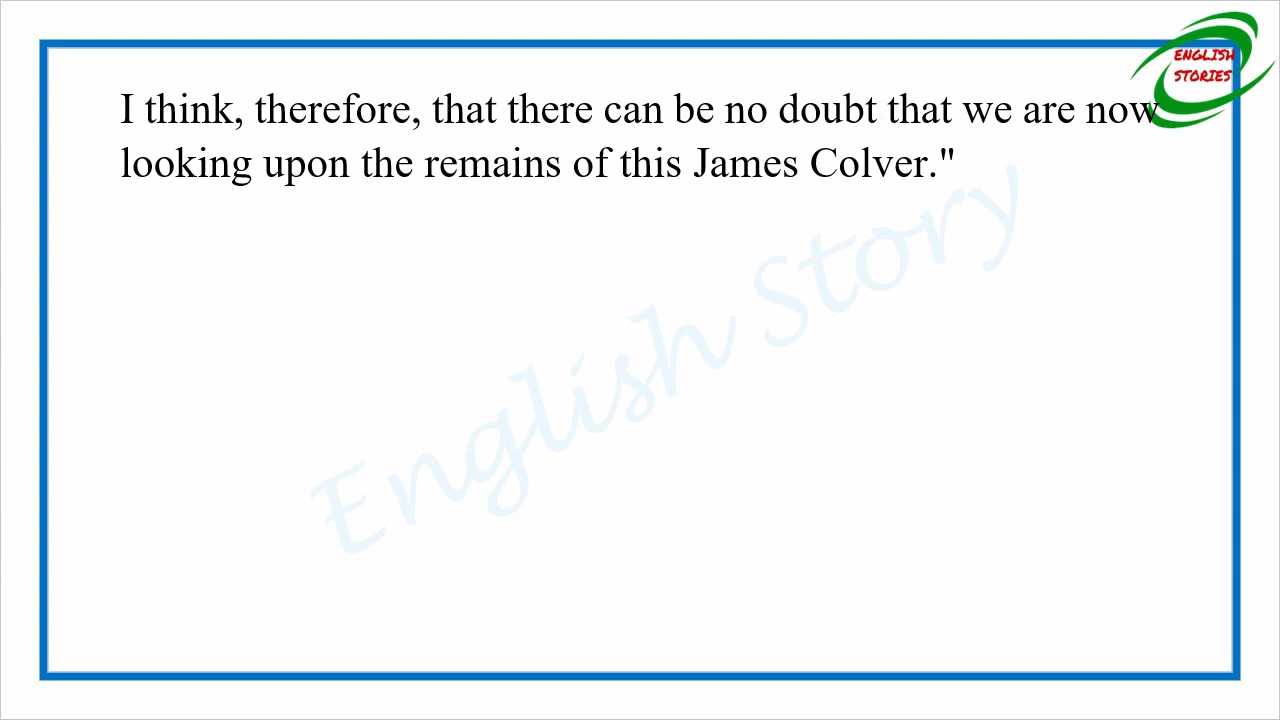 ENGLISH
STORIES
I think, therefore, that there can be no doubt that we are now
looking upon the remains of this James Colver."
English Story